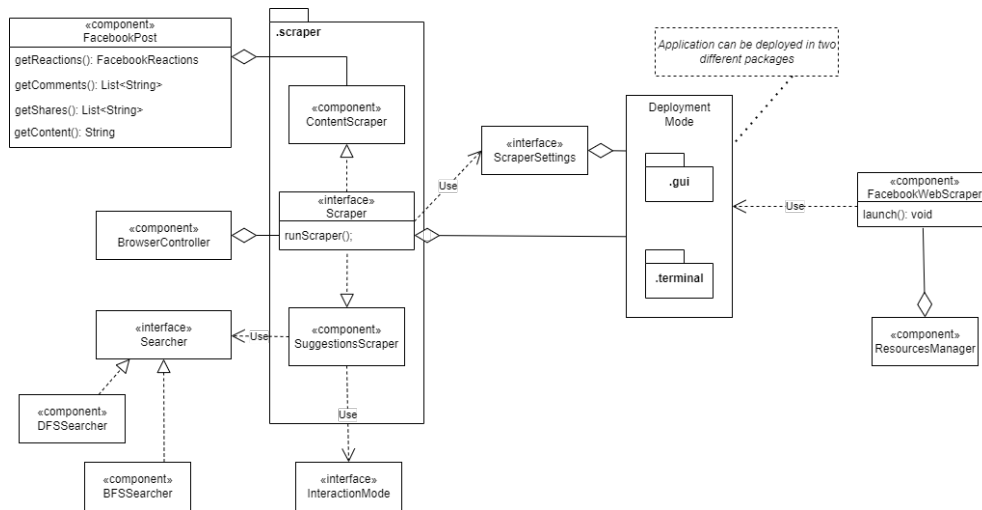 «component»
FacebookPost
getReactions(): FacebookReactions
getComments(): List<String>
getShares(): List<String>
getContent(): String
.scraper
«component»
ContentScraper
«interface»
Scraper
runScraper();
«component»
BrowserController
«interface»
Searcher
Use
«component»
SuggestionsScraper
«component»
DFSSearcher
«component»
BFSSearcher
Use
«interface»
InteractionMode
Use
«interface»
ScraperSettings
Application can be deployed in two
different packages
Deployment
Mode
.gui
.terminal
Use
«component»
FacebookWebScraper
launch(): void
«component»
ResourcesManager